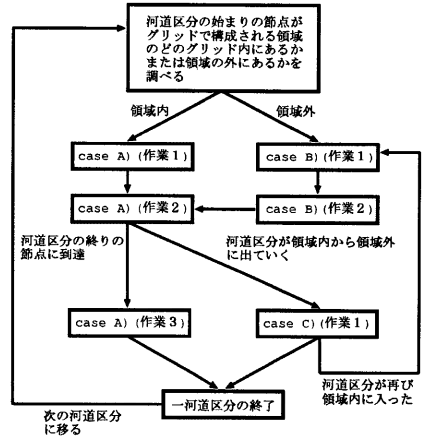 河道区分の始まりの節点が
グリッドで構成される領域
のどのグリッド内にあるか
または領域の外にあるかを
調べる
領域内
領域外
case A)(作業1)
case B)(作業1)
case A)(作業2)
case B)(作業2)
河道区分の終りの
節点に到達
河道区分が領域内から領域外
に出ていく
case A)(作業3)
case C)(作業1)
河道区分が再び
領域内に入った
一河道区分の終了
次の河道区分
に移る